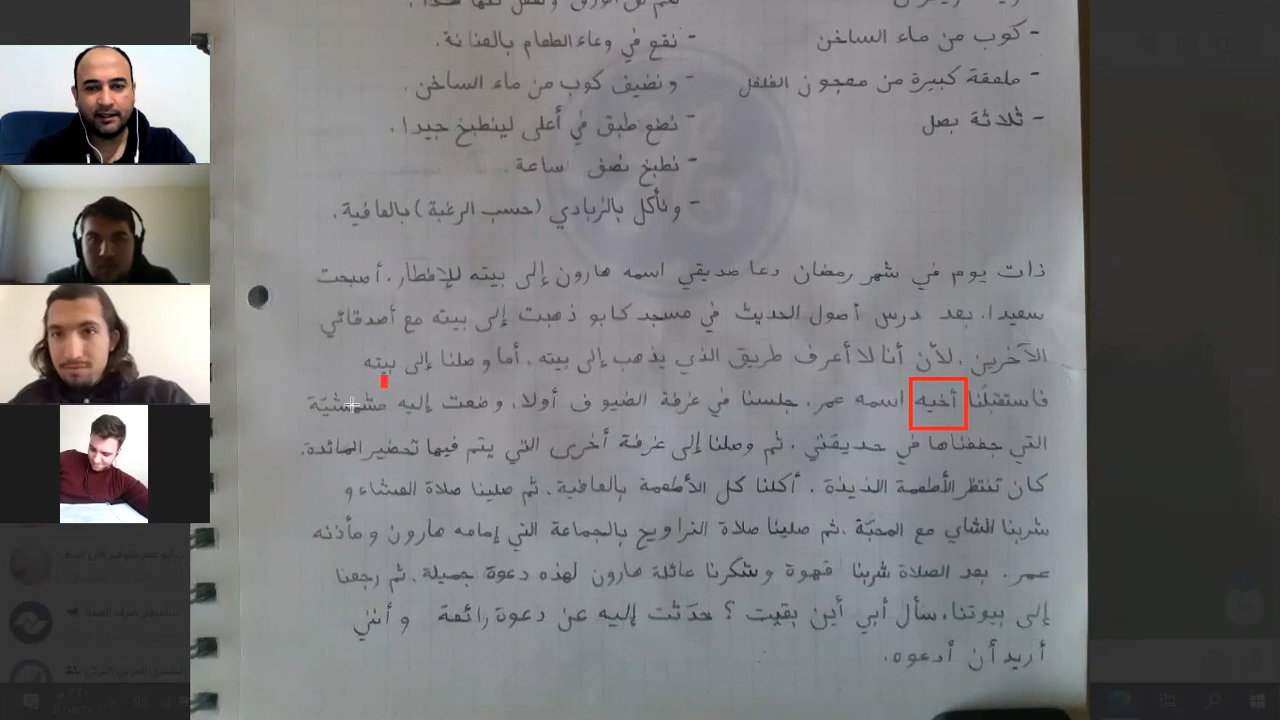 - كوب من ماء الساخن
- ملعقة كبيرة من معجون الفلفل
- ثلاثة بصل
- نقع في وعاء الطعام بالعناية.
- ونضيف كوب من ماء الساخن.
- نضع طبق في أعلى لينطبخ جيدا.
- نطبخ نصف ساعة.
- ونأكل بالزبادي (حسب الرغبة) بالعافية.
ذات يوم في شهر رمضان دعا صديقي اسمه هارون إلى بيته للإفطار. أصبحت
سعيدا. بعد درس أصول الحديث في مسجد كابو ذهبت إلى بيته مع أصدقائي
الآخرين. لأن أنا لا أعرف طريق الذي يذهب إلى بيته. أما وصلنا إلى بيته
فاستقبلنا أخيه اسمه عمر. جلسنا في غرفة الضيوف أولا. وضعت إليه مشمشيّة
التي جففناها في حديقتي. ثم وصلنا إلى غرفة أخرى التي يتم فيها تحضير المائدة.
كان تنتظر الأطعمة الذيذة. أكلنا كل الأطعمة بالعافية. ثم صلينا صلاة العشاء و
شربنا الشاي مع المحبّة. ثم صلينا صلاة التراويح بالجماعة التي إمامه هارون ومأذنه
عمر. بعد الصلاة شربنا قهوة وشكرنا عائلة هارون لهذه دعوة جميلة. ثم رجعنا
إلى بيوتنا. سأل أبي أين بقيت؟ حدّثت إليه عن دعوة رائعة وأنني
أريد أن أدعوه.